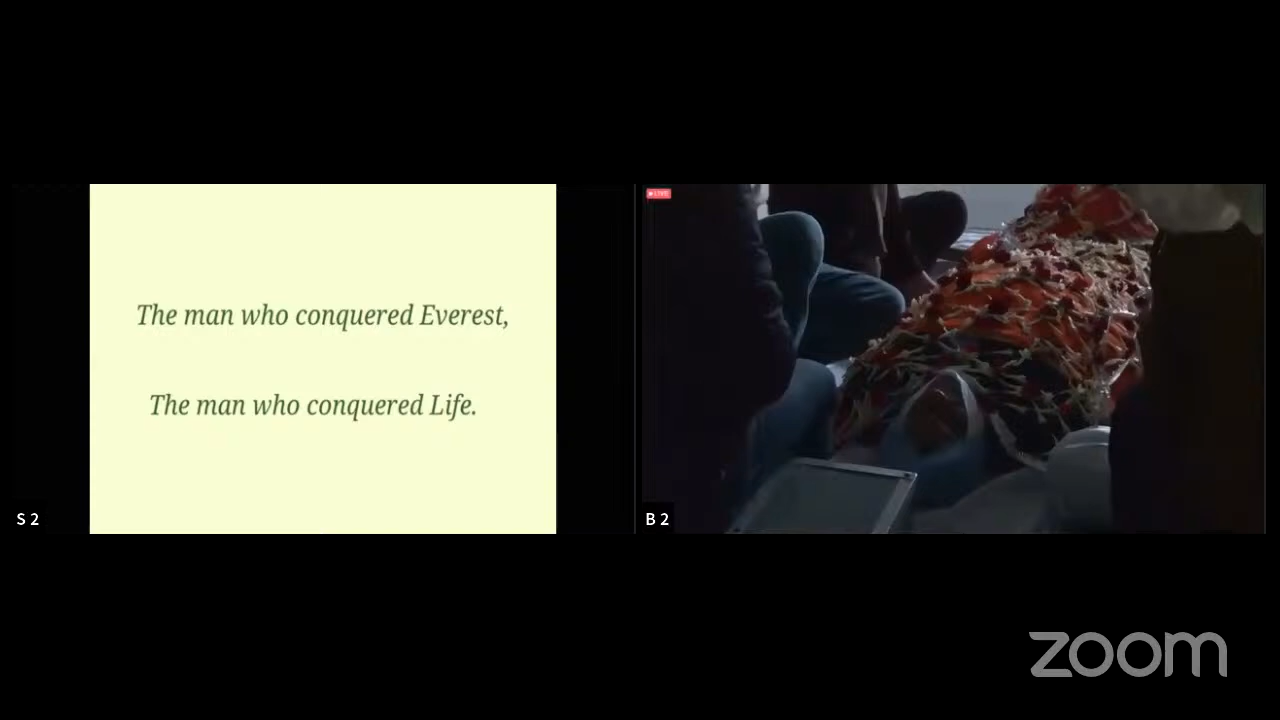 The man who conquered Everest,
The man who conquered Life.
S 2
B 2
zoom